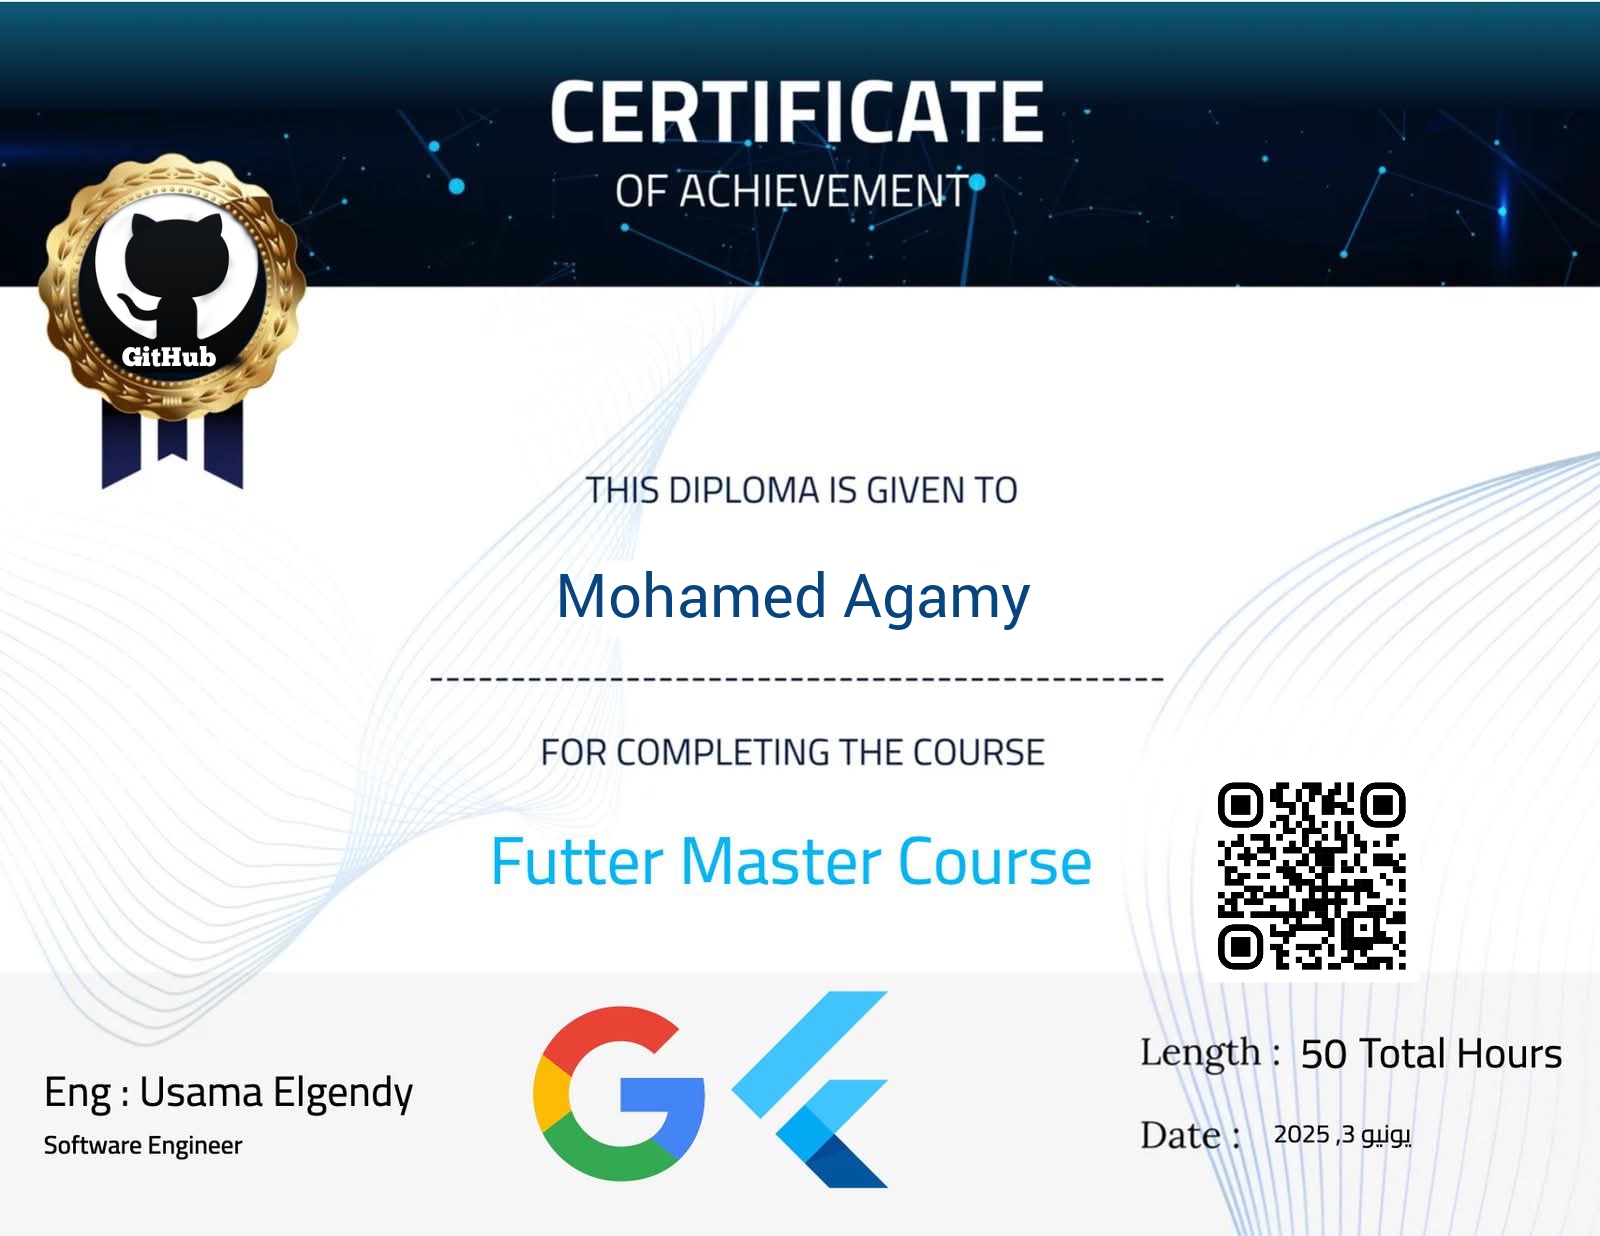 CERTIFICATE
OF ACHIEVEMENT
GitHub
THIS DIPLOMA IS GIVEN TO
Mohamed Agamy
FOR COMPLETING THE COURSE
Futter Master Course
Length : 50 Total Hours
Eng : Usama Elgendy
Software Engineer
Date : يونيو 3, 2025